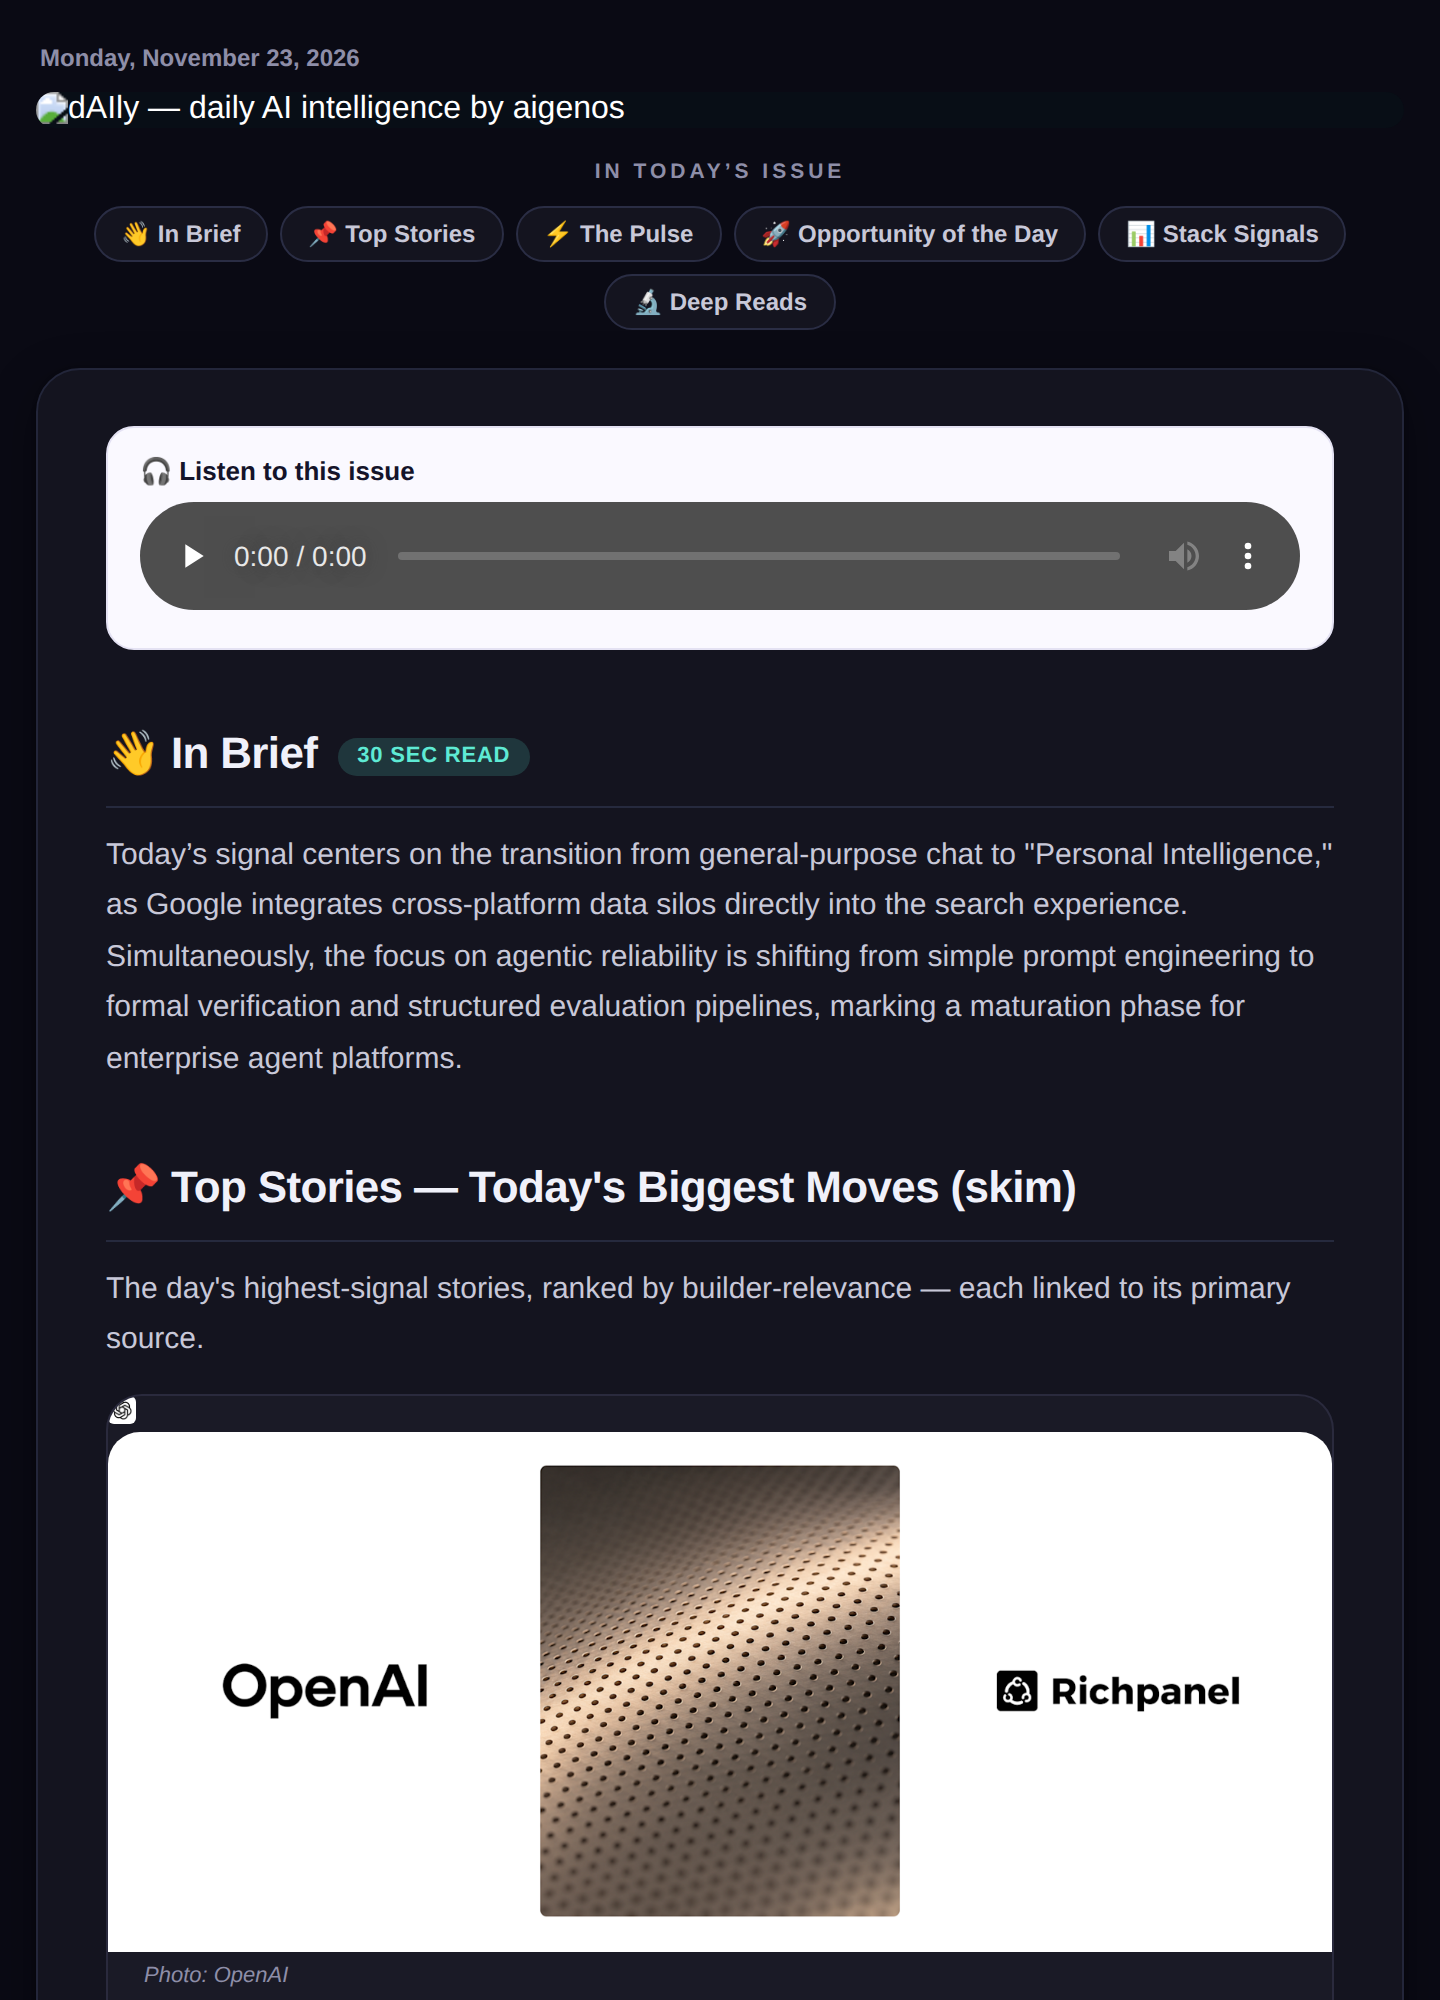 Monday, November 23, 2026
dAIly — daily AI intelligence by aigenos
IN TODAY’S ISSUE
👋 In Brief
📌 Top Stories
⚡ The Pulse
🚀 Opportunity of the Day
📊 Stack Signals
🔬 Deep Reads
🎧 Listen to this issue
0:00 / 0:00
👋 In Brief 30 SEC READ
Today’s signal centers on the transition from general-purpose chat to "Personal Intelligence,"
as Google integrates cross-platform data silos directly into the search experience.
Simultaneously, the focus on agentic reliability is shifting from simple prompt engineering to
formal verification and structured evaluation pipelines, marking a maturation phase for
enterprise agent platforms.
📌 Top Stories — Today's Biggest Moves (skim)
The day's highest-signal stories, ranked by builder-relevance — each linked to its primary
source.
OpenAI
Richpanel
Photo: OpenAI